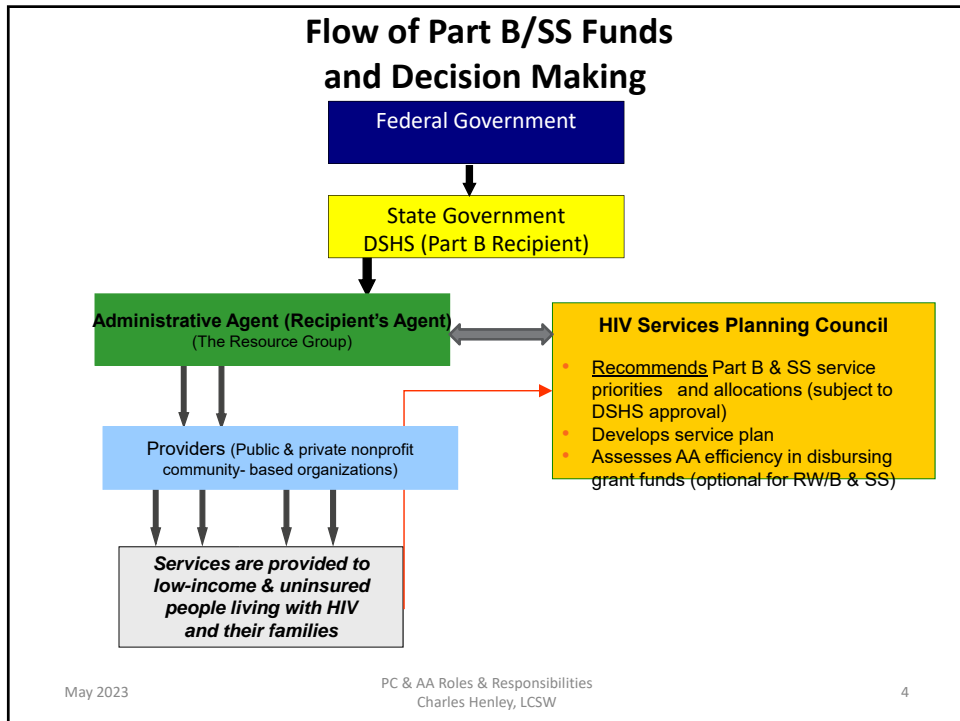 Flow of Part B/SS Funds
and Decision Making
Federal Government
State Government
DSHS (Part B Recipient)
Administrative Agent (Recipient's Agent)
(The Resource Group)
Providers (Public & private nonprofit
community- based organizations)
Services are provided to
low-income & uninsured
people living with HIV
and their families
HIV Services Planning Council
• Recommends Part B & SS service
priorities and allocations (subject to
DSHS approval)
• Develops service plan
• Assesses AA efficiency in disbursing
grant funds (optional for RW/B & SS)
May 2023
PC & AA Roles & Responsibilities
Charles Henley, LCSW
4